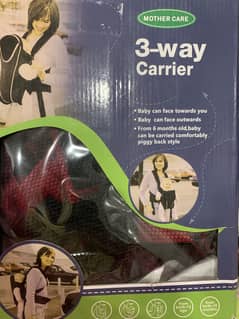 MOTHER CARE
3-way
Carrier
• Baby can face towards you
• Baby can face outwards
• From 6 months old,baby
can be carried comfortably
piggy back style